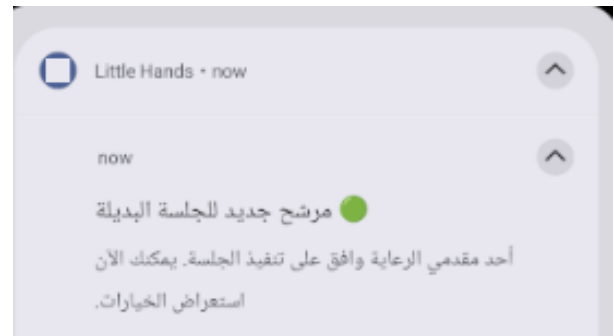 Little Hands • now
now
🟢 مرشح جديد للجلسة البديلة
أحد مقدمي الرعاية وافق على تنفيذ الجلسة. يمكنك الآن
استعراض الخيارات.